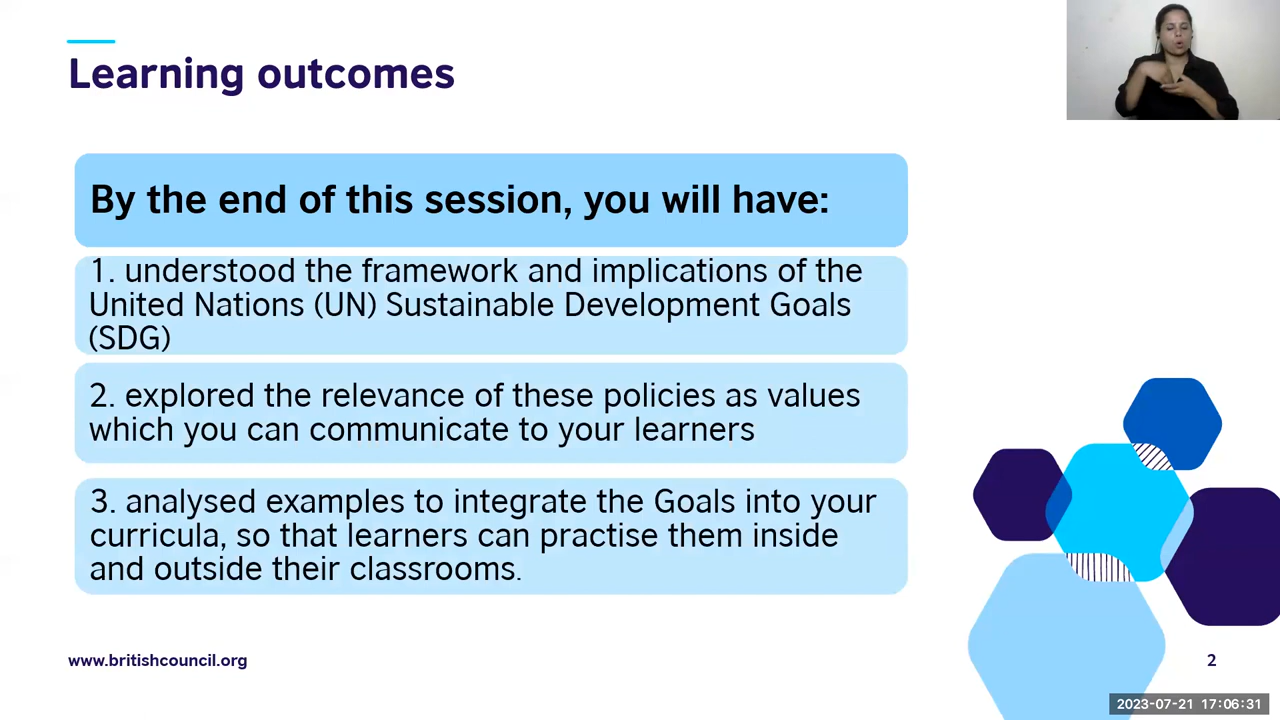 Learning outcomes
By the end of this session, you will have:
1. understood the framework and implications of the
United Nations (UN) Sustainable Development Goals
(SDG)
2. explored the relevance of these policies as values
which you can communicate to your learners
3. analysed examples to integrate the Goals into your
curricula, so that learners can practise them inside
and outside their classrooms.
www.britishcouncil.org
2
2023-07-21 17:06:31